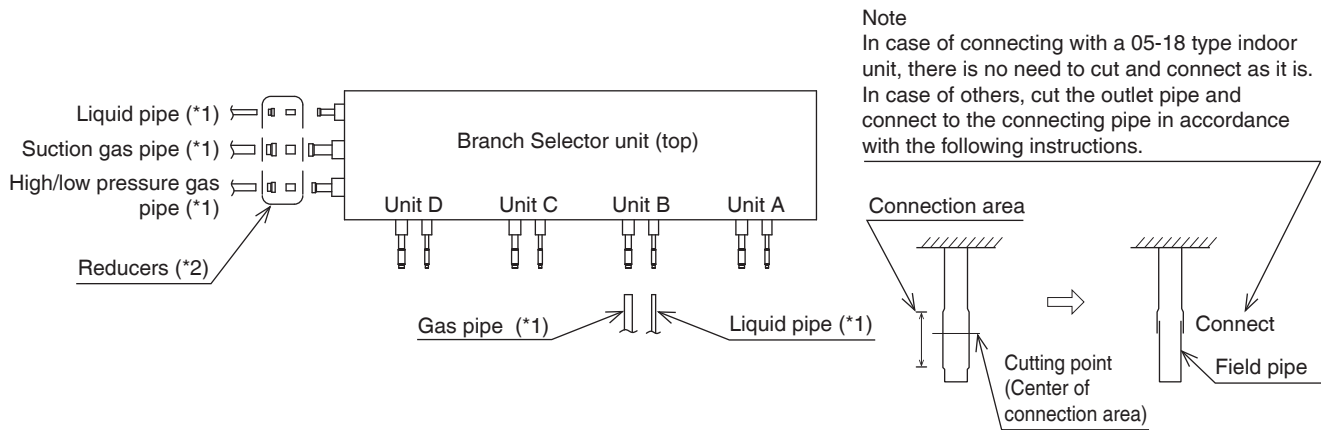 Note
In case of connecting with a 05-18 type indoor
unit, there is no need to cut and connect as it is.
In case of others, cut the outlet pipe and
connect to the connecting pipe in accordance
with the following instructions.
Liquid pipe (*1)
Suction gas pipe (*1)
High/low pressure gas
pipe (*1)
Reducers (*2)
Branch Selector unit (top)
Unit D
Unit C
Unit B
Unit A
Gas pipe (*1)
Liquid pipe (*1)
Connection area
Cutting point
(Center of
connection area)
Connect
Field pipe